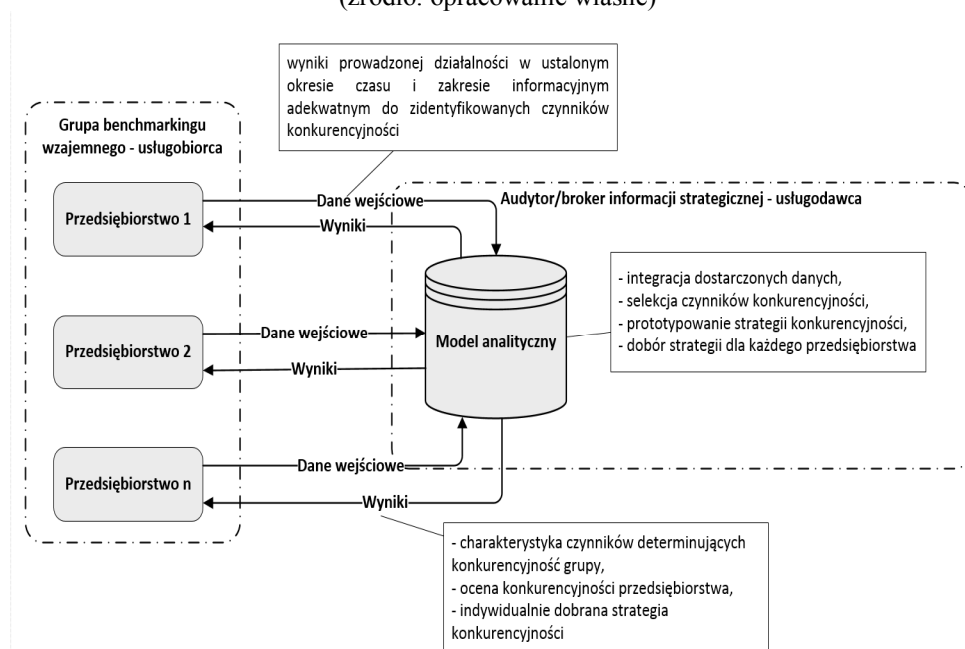 (źródło: opracowanie własne)
wyniki prowadzonej działalności w ustalonym
okresie czasu i zakresie informacyjnym
adekwatnym do zidentyfikowanych czynników
konkurencyjności
Grupa benchmarkingu
wzajemnego - usługobiorca
Przedsiębiorstwo 1
Dane wejściowe
Wyniki
Audytor/broker informacji strategicznej - usługodawca
Przedsiębiorstwo 2
Dane wejściowe
Wyniki
Model analityczny
- integracja dostarczonych danych,
- selekcja czynników konkurencyjności,
- prototypowanie strategii konkurencyjności,
- dobór strategii dla każdego przedsiębiorstwa
Przedsiębiorstwo n
Dane wejściowe
Wyniki
- charakterystyka czynników determinujących
konkurencyjność grupy,
- ocena konkurencyjności przedsiębiorstwa,
- indywidualnie dobrana strategia
konkurencyjności